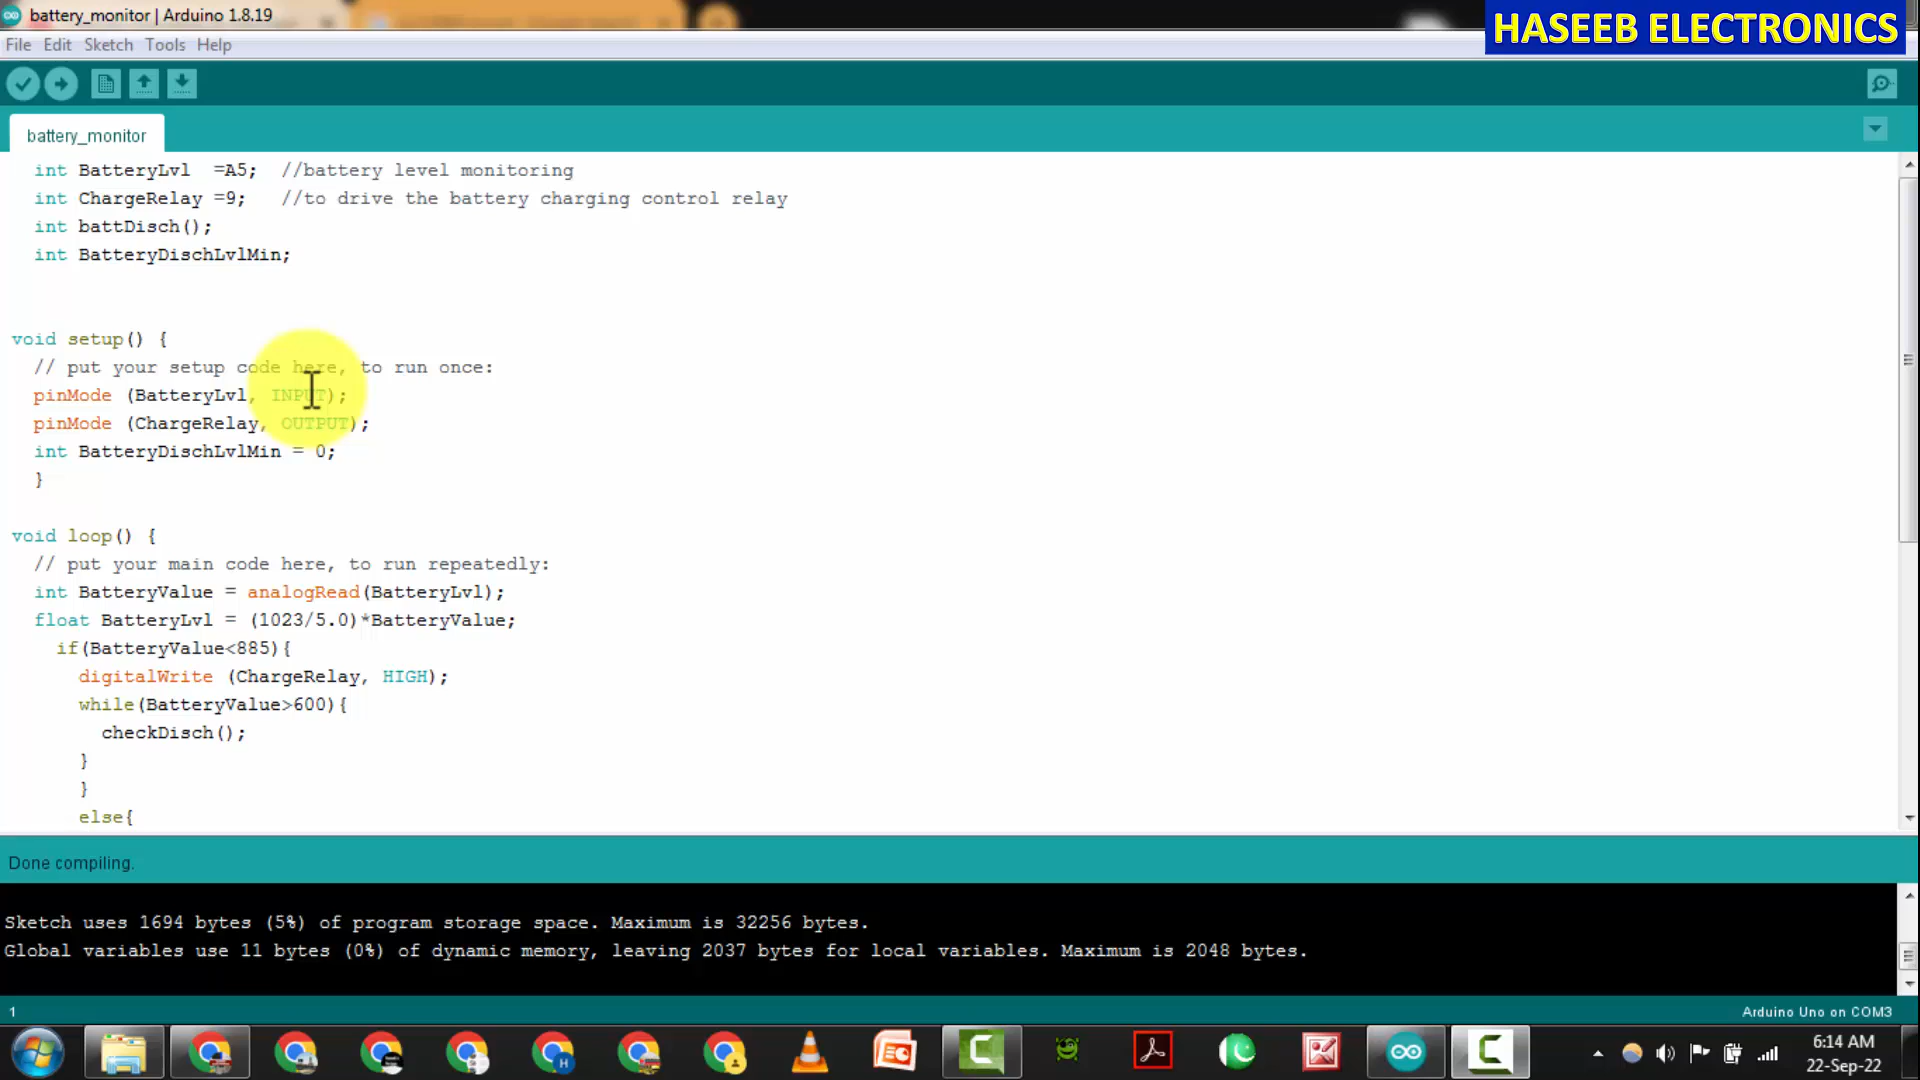 battery_monitor | Arduino 1.8.19
HASEEB ELECTRONICS
File Edit Sketch Tools Help
battery_monitor
int BatteryLvl =A5; //battery level monitoring
int ChargeRelay =9; //to drive the battery charging control relay
int battDisch();
int BatteryDischLvlMin;
void setup() {
// put your setup code here, to run once:
pinMode (BatteryLvl, INPUT);
pinMode (ChargeRelay, OUTPUT);
int BatteryDischLvlMin = 0;
}
void loop() {
// put your main code here, to run repeatedly:
int BatteryValue = analogRead(BatteryLvl);
float BatteryLvl = (1023/5.0)*BatteryValue;
if(BatteryValue<885){
digitalWrite (ChargeRelay, HIGH);
while(BatteryValue>600){
checkDisch();
}
}
else{
Done compiling.
Sketch uses 1694 bytes (5%) of program storage space. Maximum is 32256 bytes.
Global variables use 11 bytes (0%) of dynamic memory, leaving 2037 bytes for local variables. Maximum is 2048 bytes.
1
Arduino Uno on COM3
H
6:14 AM
22-Sep-22